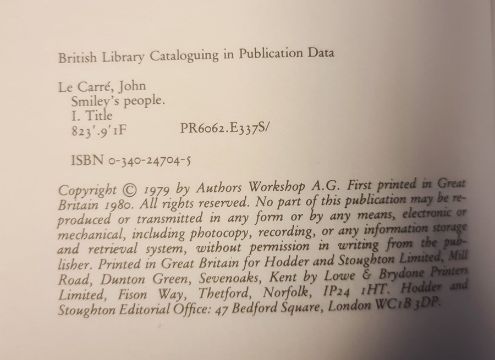 British Library Cataloguing in Publication Data
Le Carré, John
Smiley's people.
I. Title
823'.9'1F PR6062.E337S/
ISBN 0-340-24704-5
Copyright © 1979 by Authors Workshop A.G. First printed in Great
Britain 1980. All rights reserved. No part of this publication may be re-
produced or transmitted in any form or by any means, electronic or
mechanical, including photocopy, recording, or any information storage
and retrieval system, without permission in writing from the pub-
lisher. Printed in Great Britain for Hodder and Stoughton Limited, Mill
Road, Dunton Green, Sevenoaks, Kent by Lowe & Brydone Printers
Limited, Fison Way, Thetford, Norfolk, IP24 1HT. Hodder and
Stoughton Editorial Office: 47 Bedford Square, London WC1B 3DP.